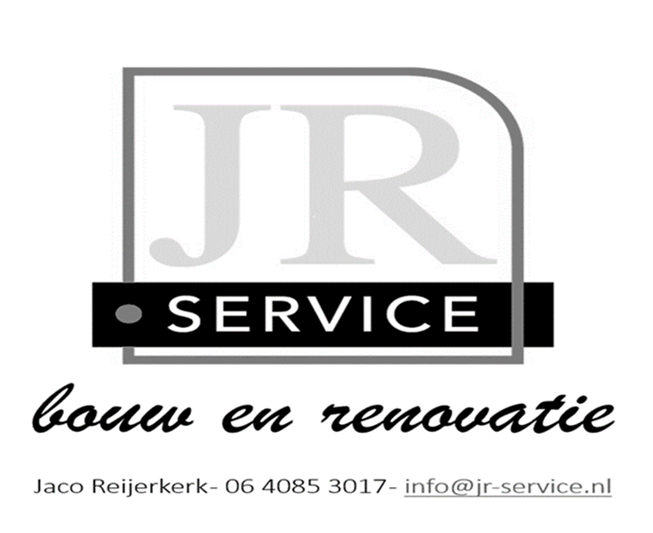 JR
SERVICE
bouw en renovatie
Jaco Reijerkerk- 06 4085 3017- info@jr-service.nl